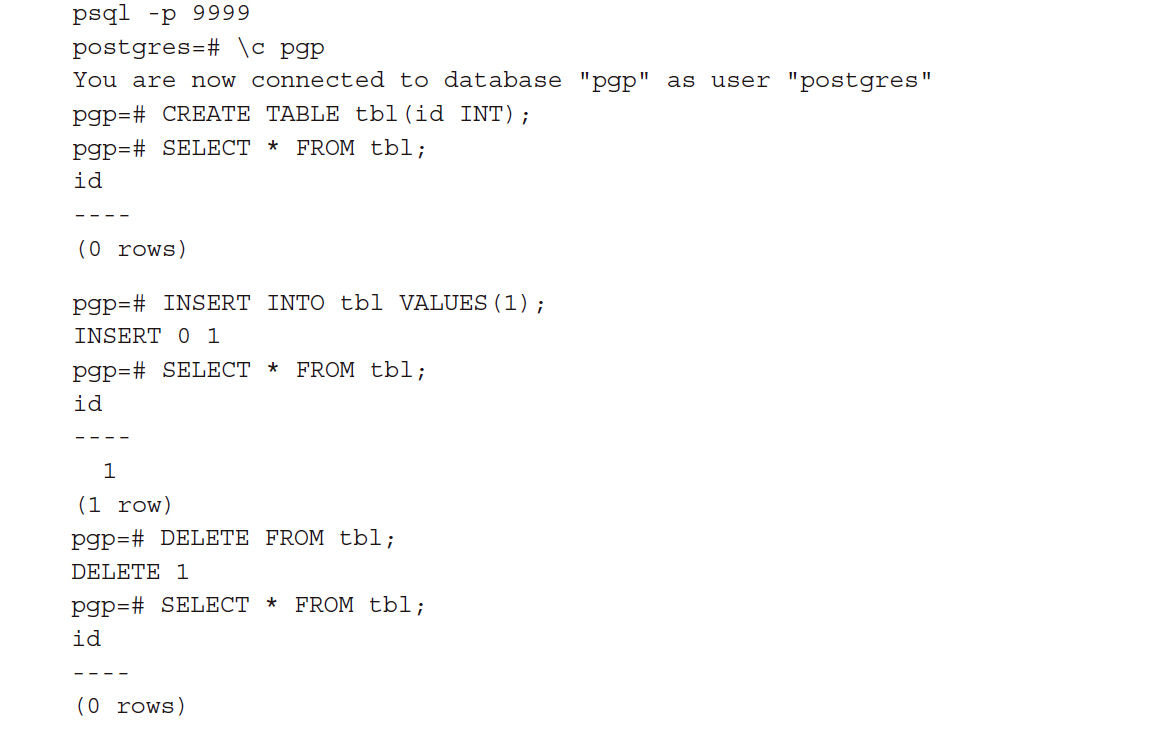 psql -p 9999
postgres=# \c pgp
You are now connected to database "pgp" as user "postgres"
pgp=# CREATE TABLE tbl(id INT);
pgp=# SELECT * FROM tbl;
id
----
(0 rows)
pgp=# INSERT INTO tbl VALUES(1);
INSERT 0 1
pgp=# SELECT * FROM tbl;
id
----
  1
(1 row)
pgp=# DELETE FROM tbl;
DELETE 1
pgp=# SELECT * FROM tbl;
id
----
(0 rows)